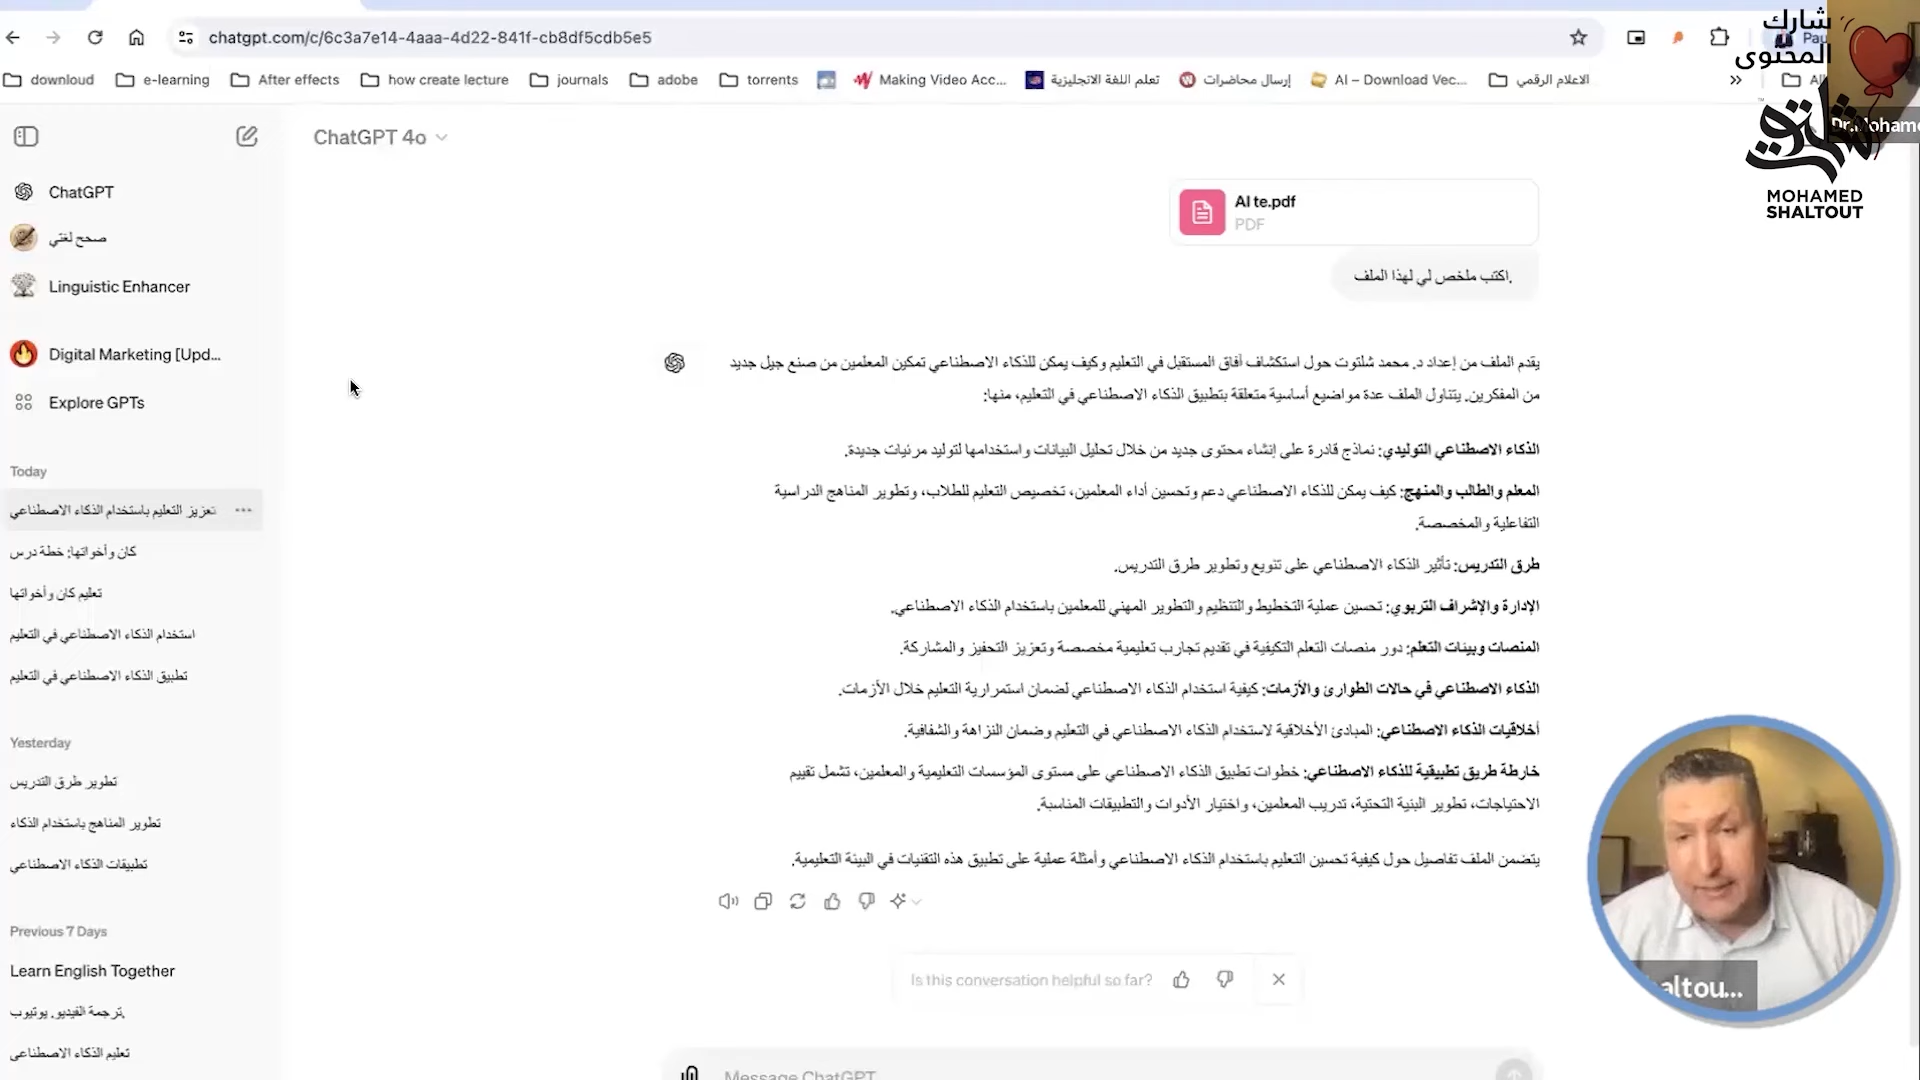 chatgpt.com/c/6c3a7e14-4aaa-4d22-841f-cb8df5cdb5e5
downloud
e-learning
After effects
how create lecture
journals
adobe
torrents
Making Video Acc...
تعلم اللغة الانجليزية
إرسال محاضرات
AI – Download Vec...
الاعلام الرقمي
شارك
المحتوى
شلتوت
MOHAMED
SHALTOUT
ChatGPT
صحح لغتي
Linguistic Enhancer
Digital Marketing [Upd...
Explore GPTs
Today
تعزيز التعليم باستخدام الذكاء الاصطناعي
كان وأخواتها: خطة درس
تعليم كان وأخواتها
استخدام الذكاء الاصطناعي في التعليم
تطبيق الذكاء الاصطناعي في التعليم
Yesterday
تطوير طرق التدريس
تطوير المناهج باستخدام الذكاء
تطبيقات الذكاء الاصطناعي
Previous 7 Days
Learn English Together
ترجمة الفيديو. يوتيوب.
تعليم الذكاء الاصطناعي
ChatGPT 4o
AI te.pdf
PDF
اكتب ملخص لي لهذا الملف.
يقدم الملف من إعداد د. محمد شلتوت حول استكشاف آفاق المستقبل في التعليم وكيف يمكن للذكاء الاصطناعي تمكين المعلمين من صنع جيل جديد
من المفكرين. يتناول الملف عدة مواضيع أساسية متعلقة بتطبيق الذكاء الاصطناعي في التعليم، منها:
الذكاء الاصطناعي التوليدي: نماذج قادرة على إنشاء محتوى جديد من خلال تحليل البيانات واستخدامها لتوليد مرئيات جديدة.
المعلم والطالب والمنهج: كيف يمكن للذكاء الاصطناعي دعم وتحسين أداء المعلمين، تخصيص التعليم للطلاب، وتطوير المناهج الدراسية
التفاعلية والمخصصة.
طرق التدريس: تأثير الذكاء الاصطناعي على تنويع وتطوير طرق التدريس.
الإدارة والإشراف التربوي: تحسين عملية التخطيط والتنظيم والتطوير المهني للمعلمين باستخدام الذكاء الاصطناعي.
المنصات وبيئات التعلم: دور منصات التعلم التكيفية في تقديم تجارب تعليمية مخصصة وتعزيز التحفيز والمشاركة.
الذكاء الاصطناعي في حالات الطوارئ والأزمات: كيفية استخدام الذكاء الاصطناعي لضمان استمرارية التعليم خلال الأزمات.
أخلاقيات الذكاء الاصطناعي: المبادئ الأخلاقية لاستخدام الذكاء الاصطناعي في التعليم وضمان النزاهة والشفافية.
خارطة طريق تطبيقية للذكاء الاصطناعي: خطوات تطبيق الذكاء الاصطناعي على مستوى المؤسسات التعليمية والمعلمين، تشمل تقييم
الاحتياجات، تطوير البنية التحتية، تدريب المعلمين، واختيار الأدوات والتطبيقات المناسبة.
يتضمن الملف تفاصيل حول كيفية تحسين التعليم باستخدام الذكاء الاصطناعي وأمثلة عملية على تطبيق هذه التقنيات في البيئة التعليمية.
Is this conversation helpful so far?
Message ChatGPT
altou...